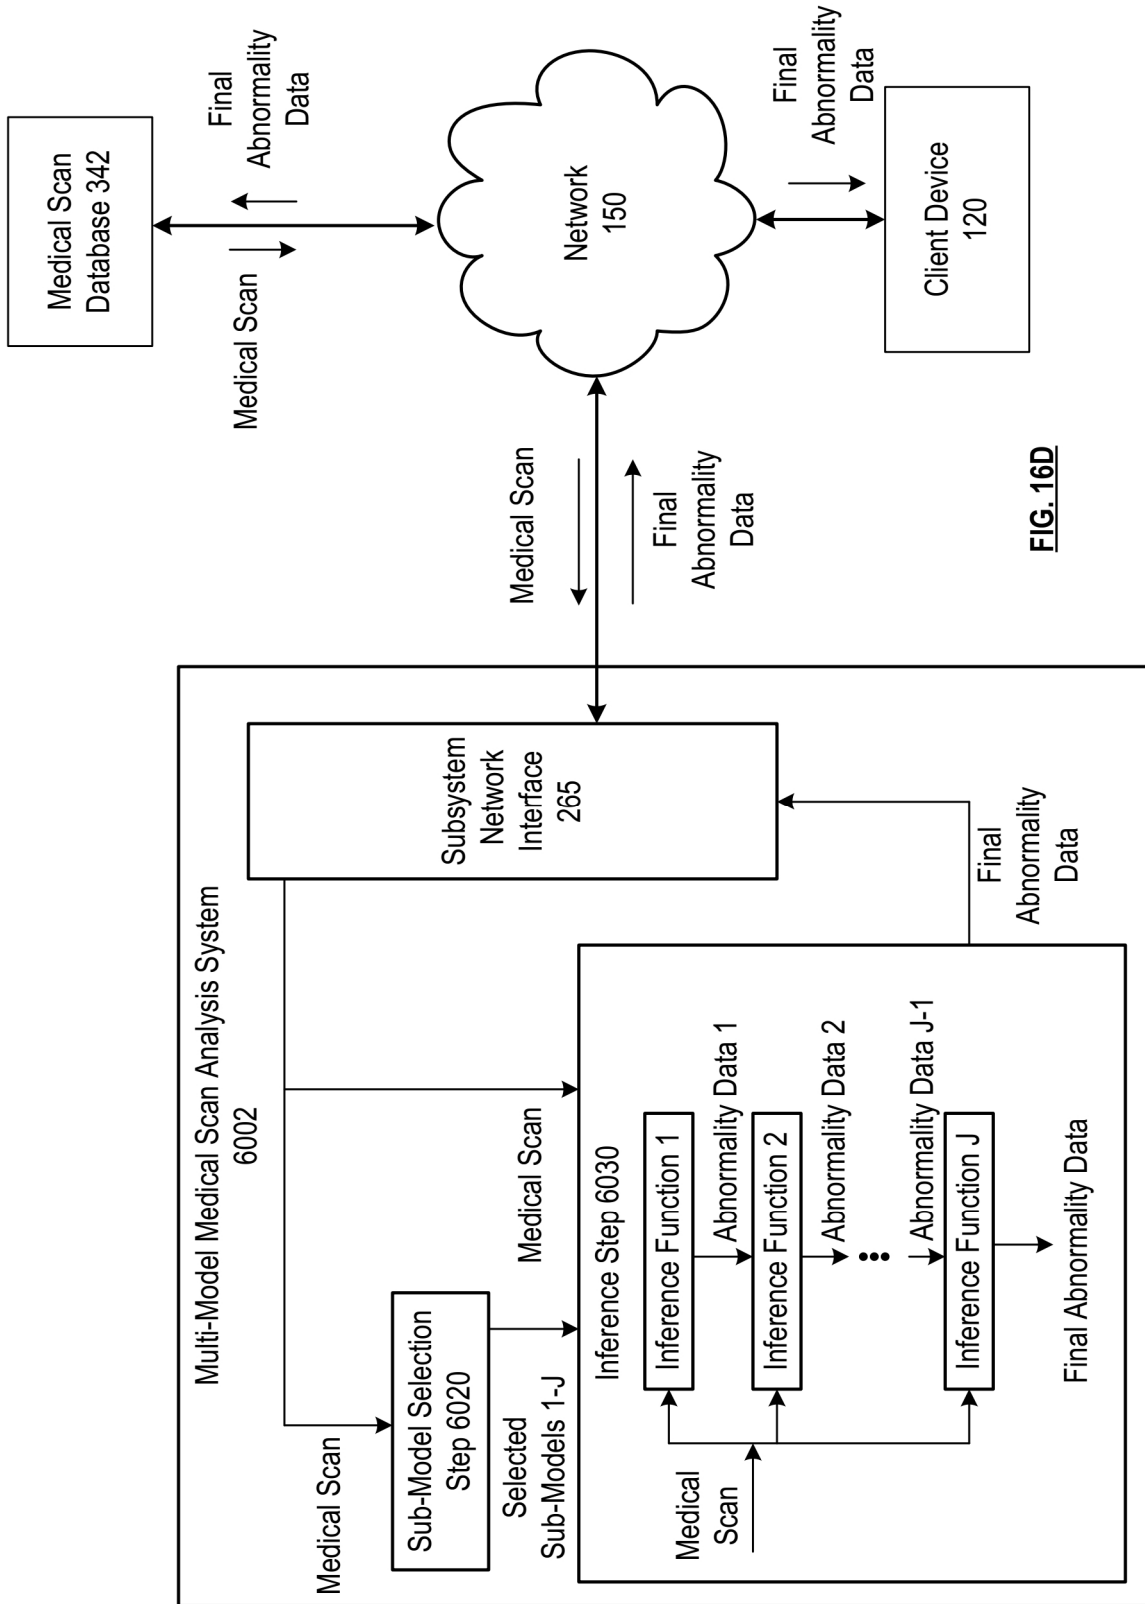 Multi-Model Medical Scan Analysis System
6002
Medical Scan
Sub-Model Selection
Step 6020
Selected
Sub-Models 1-J
Medical Scan
Subsystem
Network
Interface
265
Inference Step 6030
Medical
Scan
Inference Function 1
Abnormality Data 1
Inference Function 2
Abnormality Data 2
•••
Abnormality Data J-1
Inference Function J
Final Abnormality Data
Final
Abnormality
Data
Medical Scan
Final
Abnormality
Data
Medical Scan
Database 342
Medical Scan
Final
Abnormality
Data
Network
150
Final
Abnormality
Data
Client Device
120
FIG. 16D